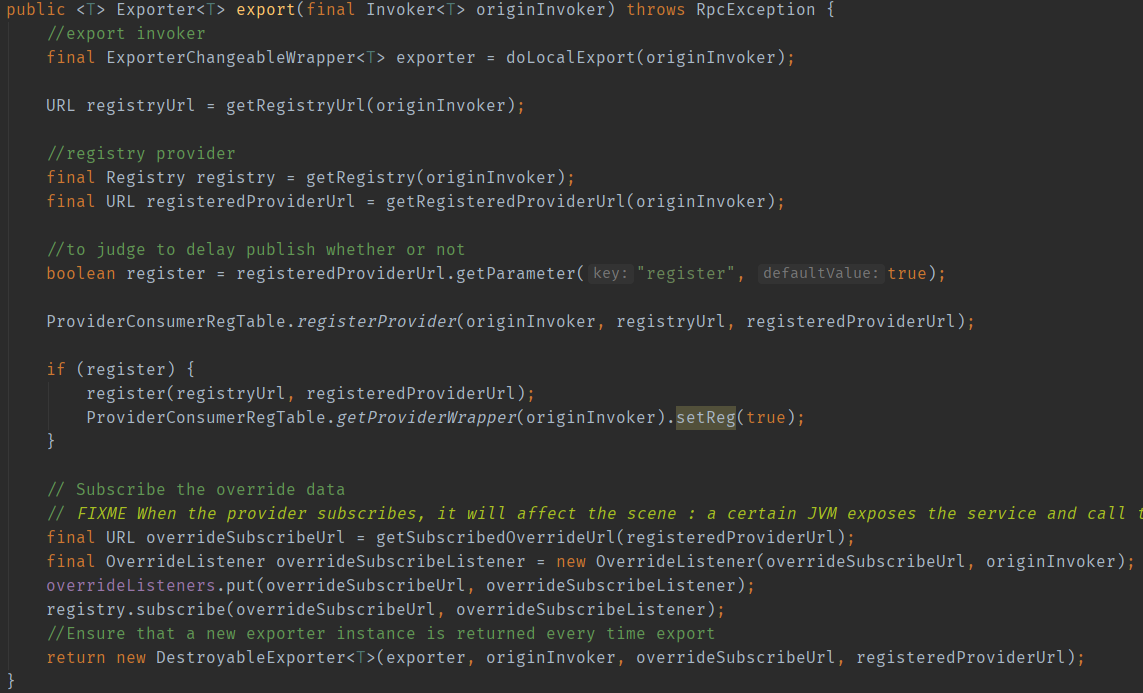 public <T> Exporter<T> export(final Invoker<T> originInvoker) throws RpcException {
    //export invoker
    final ExporterChangeableWrapper<T> exporter = doLocalExport(originInvoker);

    URL registryUrl = getRegistryUrl(originInvoker);

    //registry provider
    final Registry registry = getRegistry(originInvoker);
    final URL registeredProviderUrl = getRegisteredProviderUrl(originInvoker);

    //to judge to delay publish whether or not
    boolean register = registeredProviderUrl.getParameter( key: "register", defaultValue: true);

    ProviderConsumerRegTable.registerProvider(originInvoker, registryUrl, registeredProviderUrl);

    if (register) {
        register(registryUrl, registeredProviderUrl);
        ProviderConsumerRegTable.getProviderWrapper(originInvoker).setReg(true);
    }

    // Subscribe the override data
    // FIXME When the provider subscribes, it will affect the scene : a certain JVM exposes the service and call
    final URL overrideSubscribeUrl = getSubscribedOverrideUrl(registeredProviderUrl);
    final OverrideListener overrideSubscribeListener = new OverrideListener(overrideSubscribeUrl, originInvoker);
    overrideListeners.put(overrideSubscribeUrl, overrideSubscribeListener);
    registry.subscribe(overrideSubscribeUrl, overrideSubscribeListener);
    //Ensure that a new exporter instance is returned every time export
    return new DestroyableExporter<T>(exporter, originInvoker, overrideSubscribeUrl, registeredProviderUrl);
}